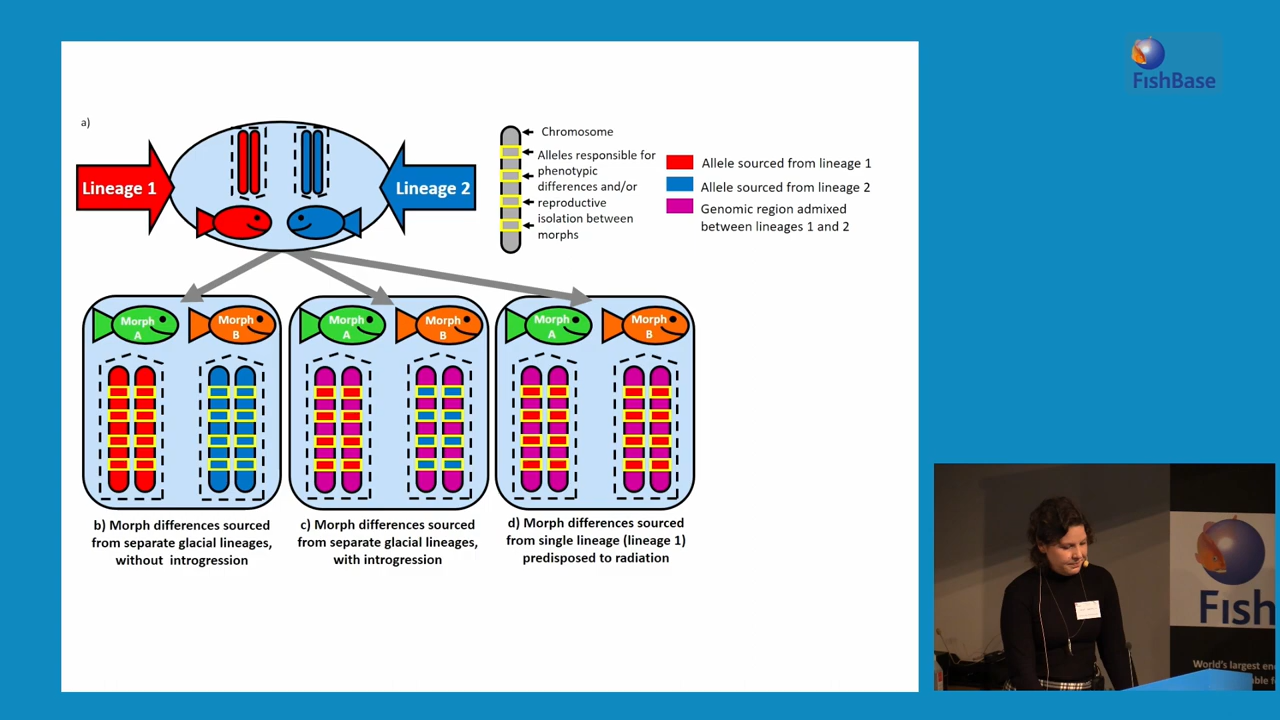 FishBase
a)
Lineage 1
Lineage 2
Chromosome
Alleles responsible for
phenotypic
differences and/or
reproductive
isolation between
morphs
Allele sourced from lineage 1
Allele sourced from lineage 2
Genomic region admixed
between lineages 1 and 2
Morph
A
Morph
B
Morph
A
Morph
B
Morph
A
Morph
B
b) Morph differences sourced
from separate glacial lineages,
without introgression
c) Morph differences sourced
from separate glacial lineages,
with introgression
d) Morph differences sourced
from single lineage (lineage 1)
predisposed to radiation
Fish
World's largest